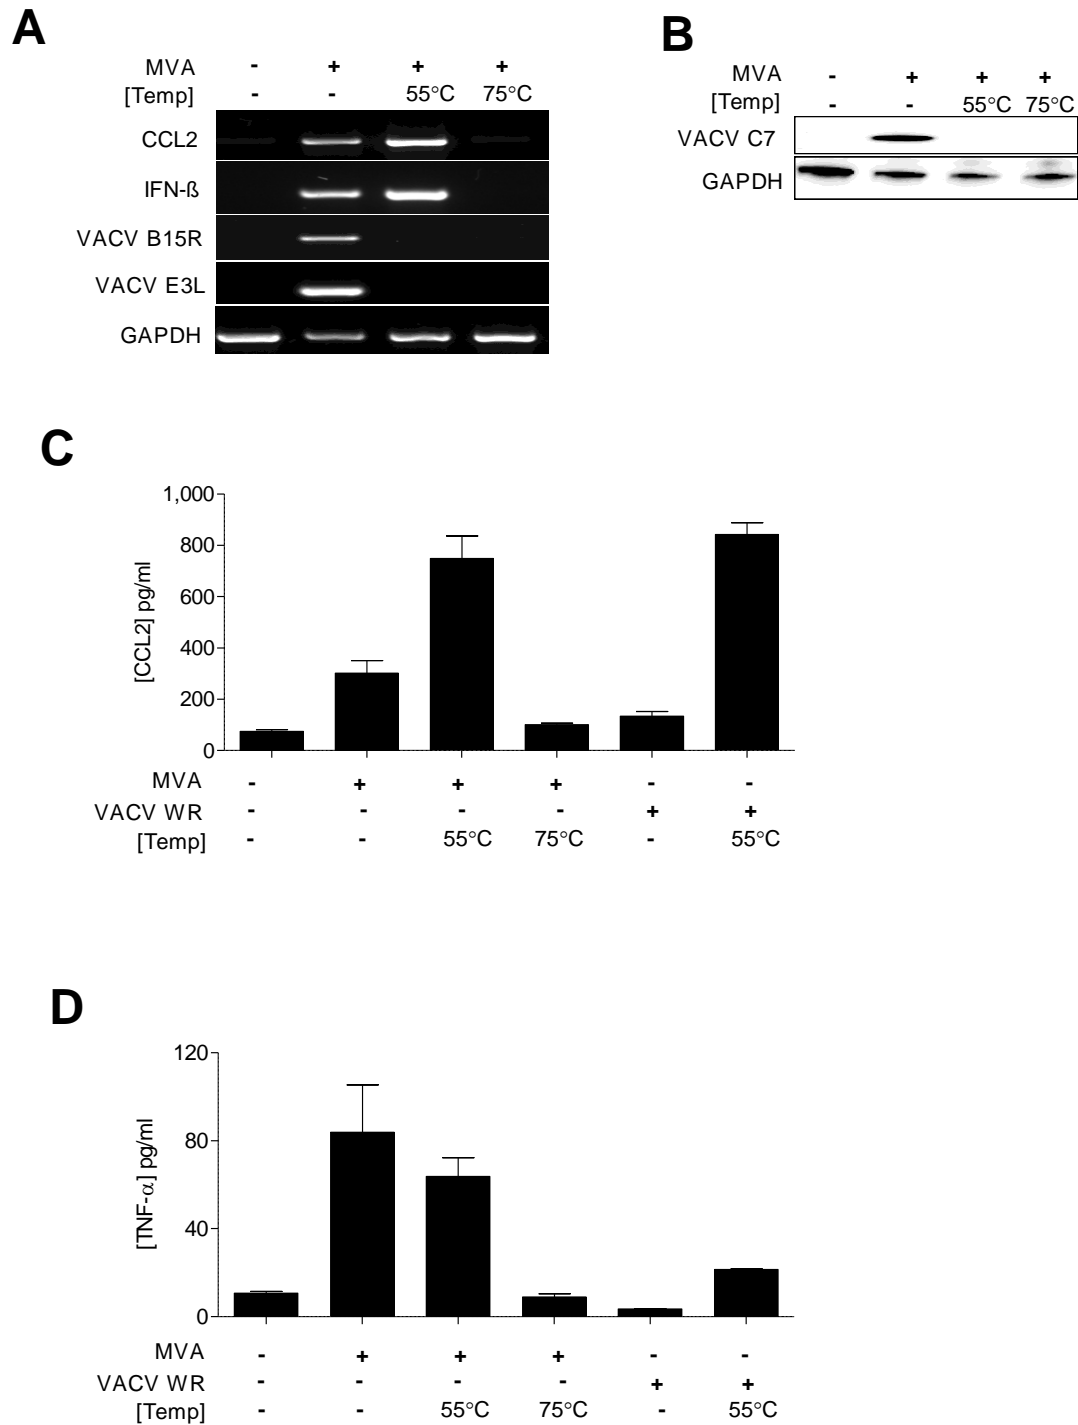 A
MVA - + + +
[Temp] - - 55°C 75°C
CCL2
IFN-ß
VACV B15R
VACV E3L
GAPDH
B
MVA - + + +
[Temp] - - 55°C 75°C
VACV C7
GAPDH
C
1,000
800
600
400
200
0
[CCL2] pg/ml
MVA - + + + - -
VACV WR - - - - + +
[Temp] - - 55°C 75°C - 55°C
D
120
80
40
0
[TNF-α] pg/ml
MVA - + + + - -
VACV WR - - - - + +
[Temp] - - 55°C 75°C - 55°C